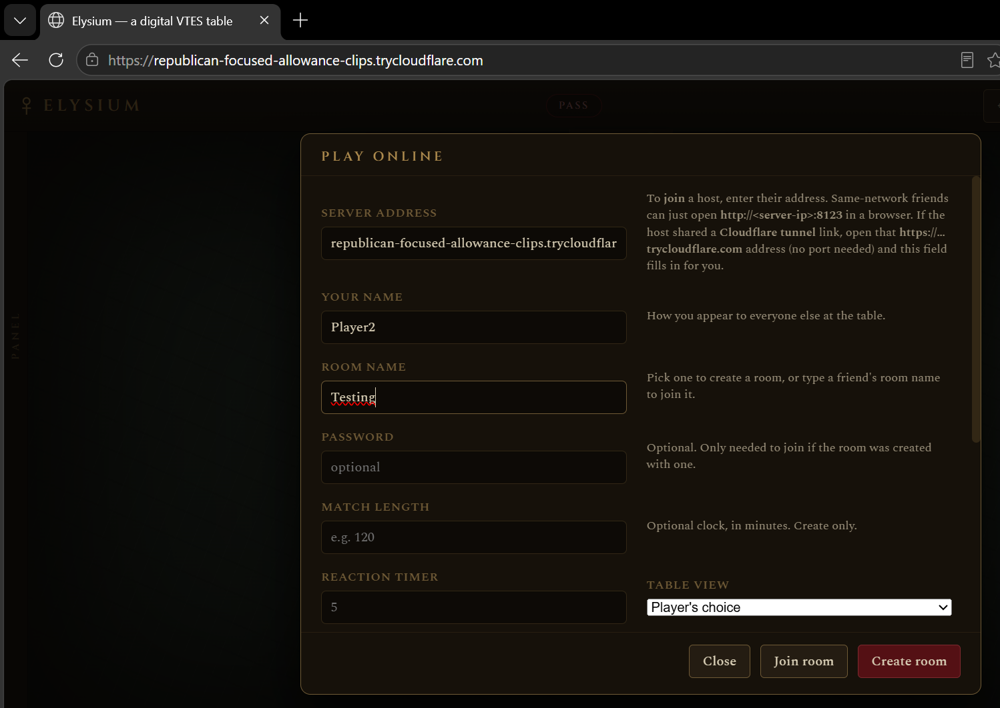 Elysium — a digital VTES table
https://republican-focused-allowance-clips.trycloudflare.com
ELYSIUM
PASS
PANEL
PLAY ONLINE
SERVER ADDRESS
republican-focused-allowance-clips.trycloudflar
To join a host, enter their address. Same-network friends
can just open http://<server-ip>:8123 in a browser. If the
host shared a Cloudflare tunnel link, open that https://...
trycloudflare.com address (no port needed) and this field
fills in for you.
YOUR NAME
Player2
How you appear to everyone else at the table.
ROOM NAME
Testing
Pick one to create a room, or type a friend's room name
to join it.
PASSWORD
optional
Optional. Only needed to join if the room was created
with one.
MATCH LENGTH
e.g. 120
Optional clock, in minutes. Create only.
REACTION TIMER
5
TABLE VIEW
Player's choice
Close
Join room
Create room